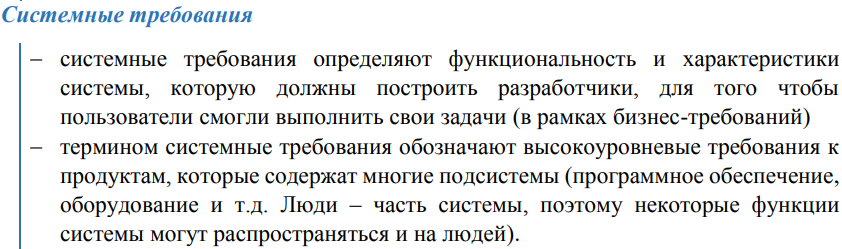 Системные требования
– системные требования определяют функциональность и характеристики
системы, которую должны построить разработчики, для того чтобы
пользователи смогли выполнить свои задачи (в рамках бизнес-требований)
– термином системные требования обозначают высокоуровневые требования к
продуктам, которые содержат многие подсистемы (программное обеспечение,
оборудование и т.д. Люди – часть системы, поэтому некоторые функции
системы могут распространяться и на людей).